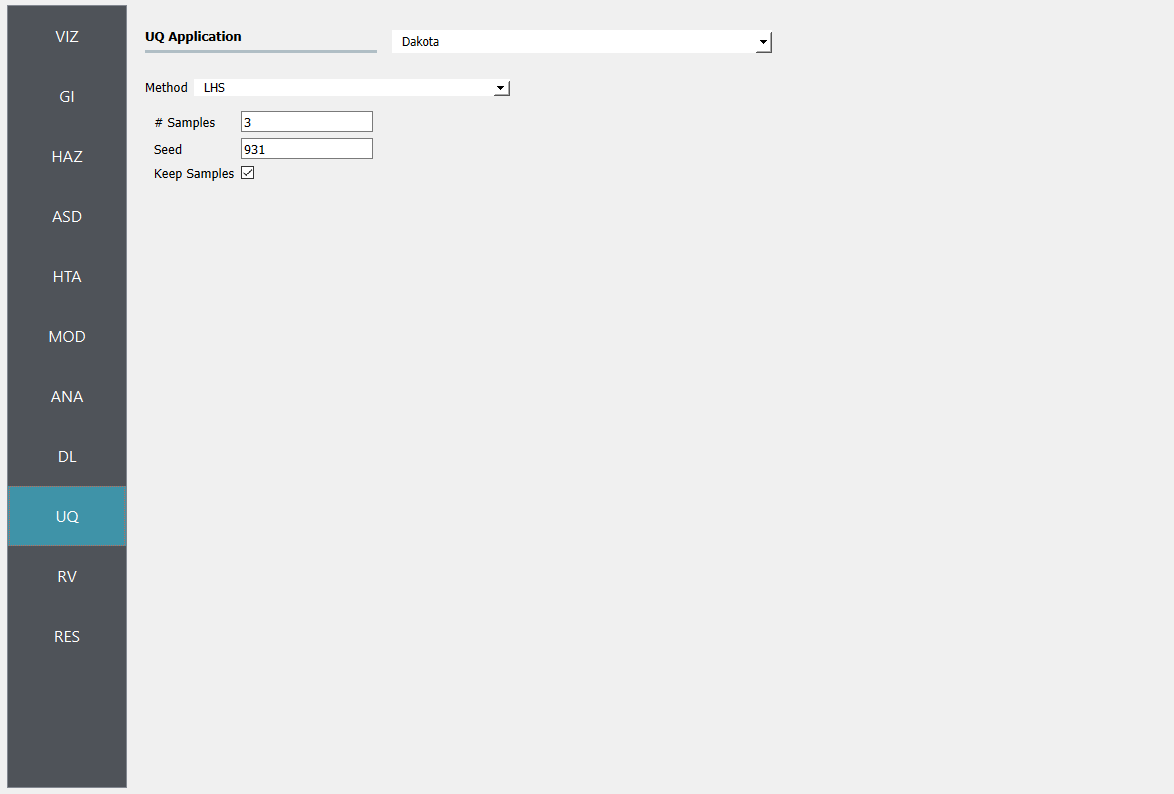 VIZ
GI
HAZ
ASD
HTA
MOD
ANA
DL
UQ
RV
RES
UQ Application Dakota
Method LHS
# Samples 3
Seed 931
Keep Samples